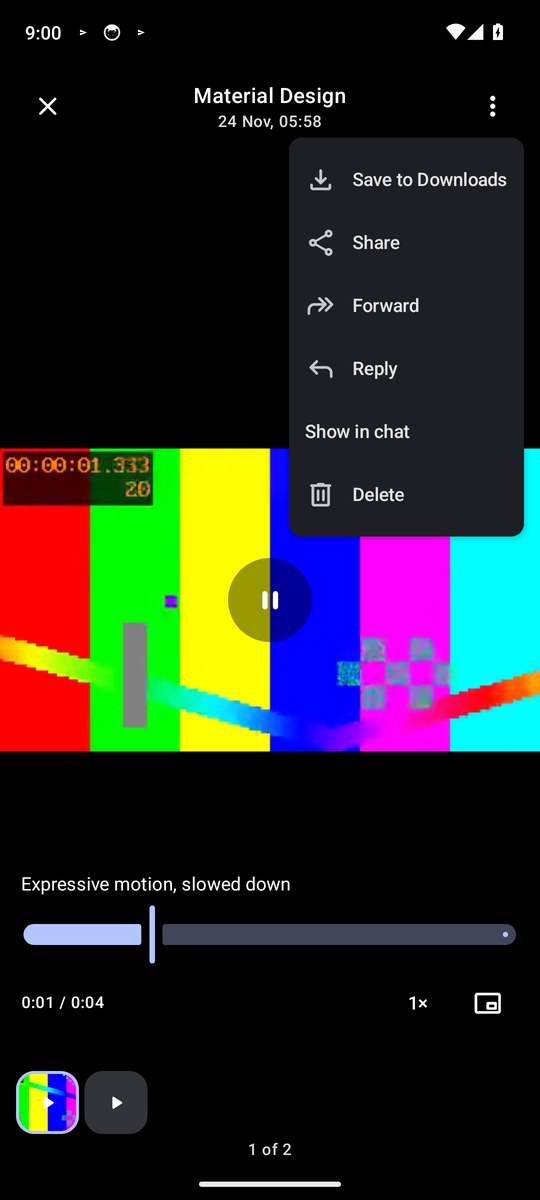 9:00
Material Design
24 Nov, 05:58
Save to Downloads
Share
Forward
Reply
Show in chat
Delete
00:00:01.333
20
Expressive motion, slowed down
0:01 / 0:04
1×
1 of 2